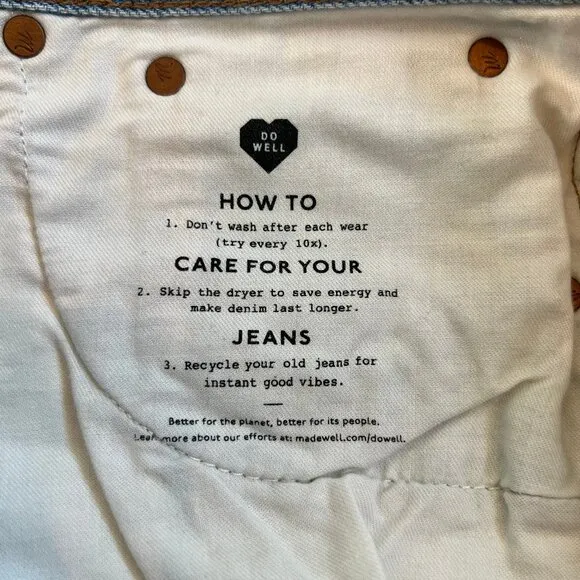 DO
WELL
HOW TO
1. Don't wash after each wear
(try every 10x).
CARE FOR YOUR
2. Skip the dryer to save energy and
make denim last longer.
JEANS
3. Recycle your old jeans for
instant good vibes.
Better for the planet, better for its people.
Learn more about our efforts at: madewell.com/dowell.